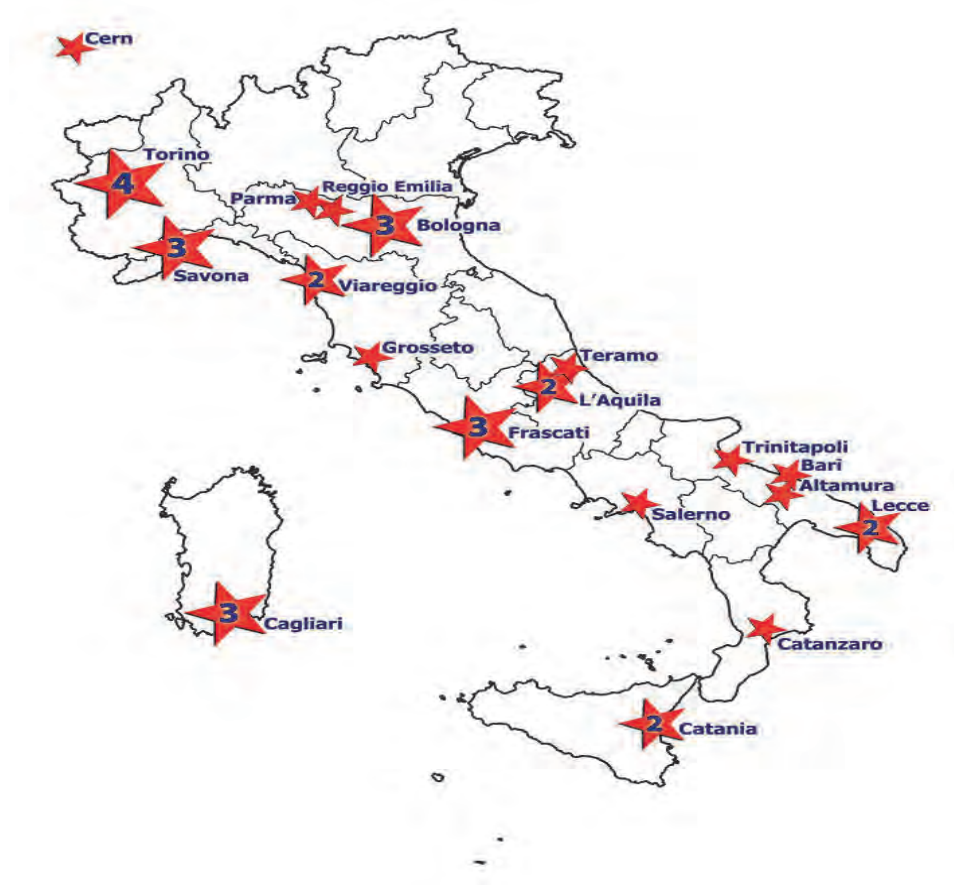 Cern
Torino
4
Reggio Emilia
Parma
3
Bologna
3
Savona
2
Viareggio
Grosseto
Teramo
2
L'Aquila
3
Frascati
Trinitapoli
Bari
Altamura
Lecce
2
Salerno
3
Cagliari
Catanzaro
2
Catania